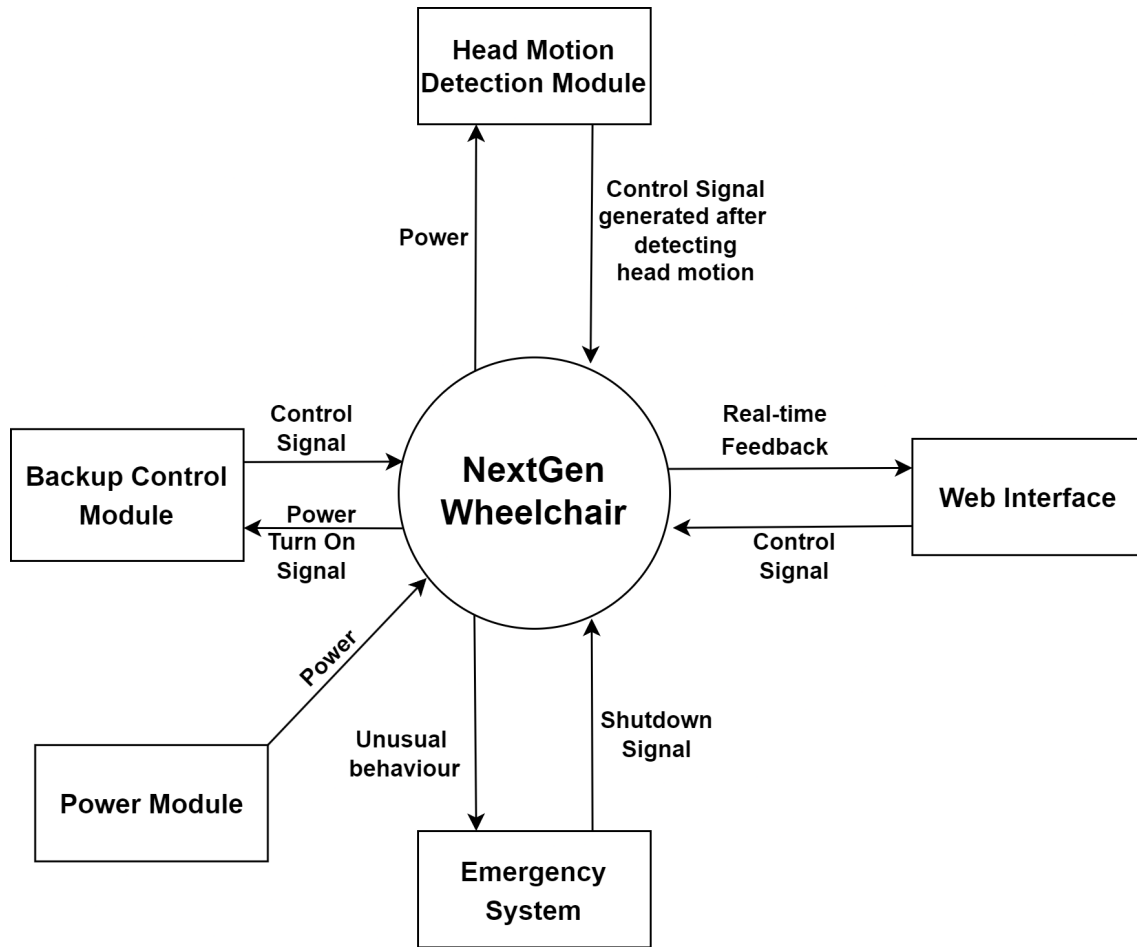 Head Motion
Detection Module
Power
Control Signal
generated after
detecting
head motion
Control
Signal
Real-time
Feedback
Backup Control
Module
NextGen
Wheelchair
Web Interface
Power
Turn On
Signal
Control
Signal
Power
Unusual
behaviour
Shutdown
Signal
Power Module
Emergency
System